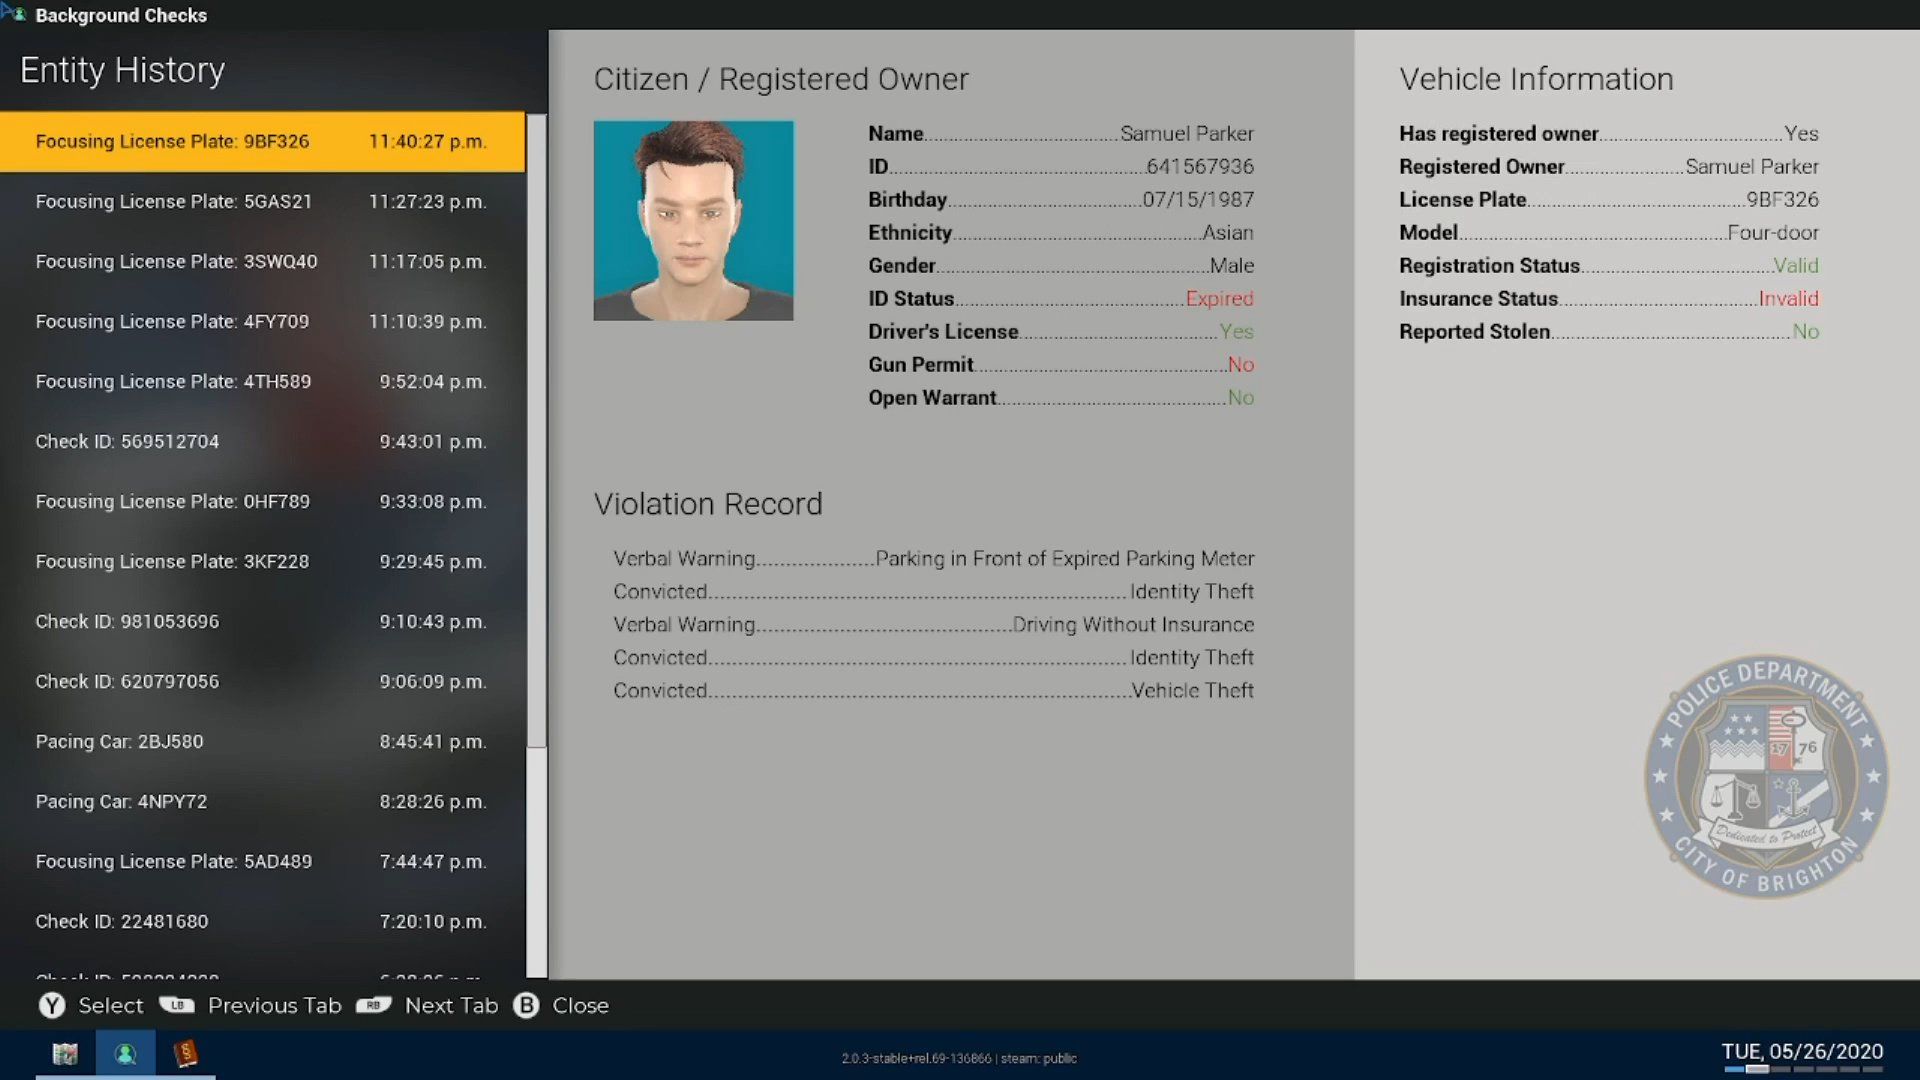 Background Checks
Entity History
Focusing License Plate: 9BF326 11:40:27 p.m.
Focusing License Plate: 5GAS21 11:27:23 p.m.
Focusing License Plate: 3SWQ40 11:17:05 p.m.
Focusing License Plate: 4FY709 11:10:39 p.m.
Focusing License Plate: 4TH589 9:52:04 p.m.
Check ID: 569512704 9:43:01 p.m.
Focusing License Plate: 0HF789 9:33:08 p.m.
Focusing License Plate: 3KF228 9:29:45 p.m.
Check ID: 981053696 9:10:43 p.m.
Check ID: 620797056 9:06:09 p.m.
Pacing Car: 2BJ580 8:45:41 p.m.
Pacing Car: 4NPY72 8:28:26 p.m.
Focusing License Plate: 5AD489 7:44:47 p.m.
Check ID: 22481680 7:20:10 p.m.
Check ID:
Citizen / Registered Owner
Name Samuel Parker
ID 641567936
Birthday 07/15/1987
Ethnicity Asian
Gender Male
ID Status Expired
Driver's License Yes
Gun Permit No
Open Warrant No
Violation Record
Verbal Warning Parking in Front of Expired Parking Meter
Convicted Identity Theft
Verbal Warning Driving Without Insurance
Convicted Identity Theft
Convicted Vehicle Theft
Vehicle Information
Has registered owner Yes
Registered Owner Samuel Parker
License Plate 9BF326
Model Four-door
Registration Status Valid
Insurance Status Invalid
Reported Stolen No
POLICE DEPARTMENT
17 76
Dedicated to Protect
CITY OF BRIGHTON
Y Select LB Previous Tab RB Next Tab B Close
2.0.3-stable+rel.69-136866 | steam: public
TUE, 05/26/2020